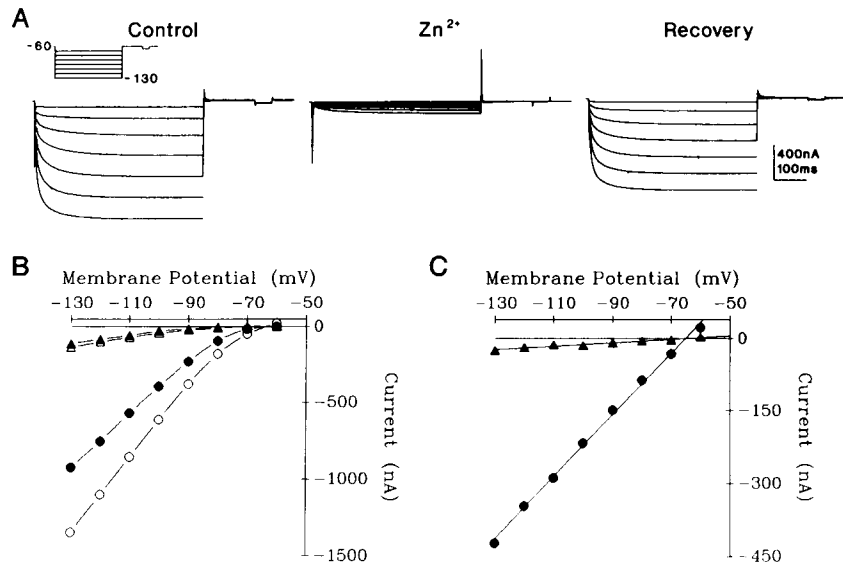 A
Control
Zn²⁺
Recovery
-60
-130
400nA
100ms
B
Membrane Potential (mV)
-130 -110 -90 -70 -50
0
-500
-1000
-1500
Current (nA)
C
Membrane Potential (mV)
-130 -110 -90 -70 -50
0
-150
-300
-450
Current (nA)